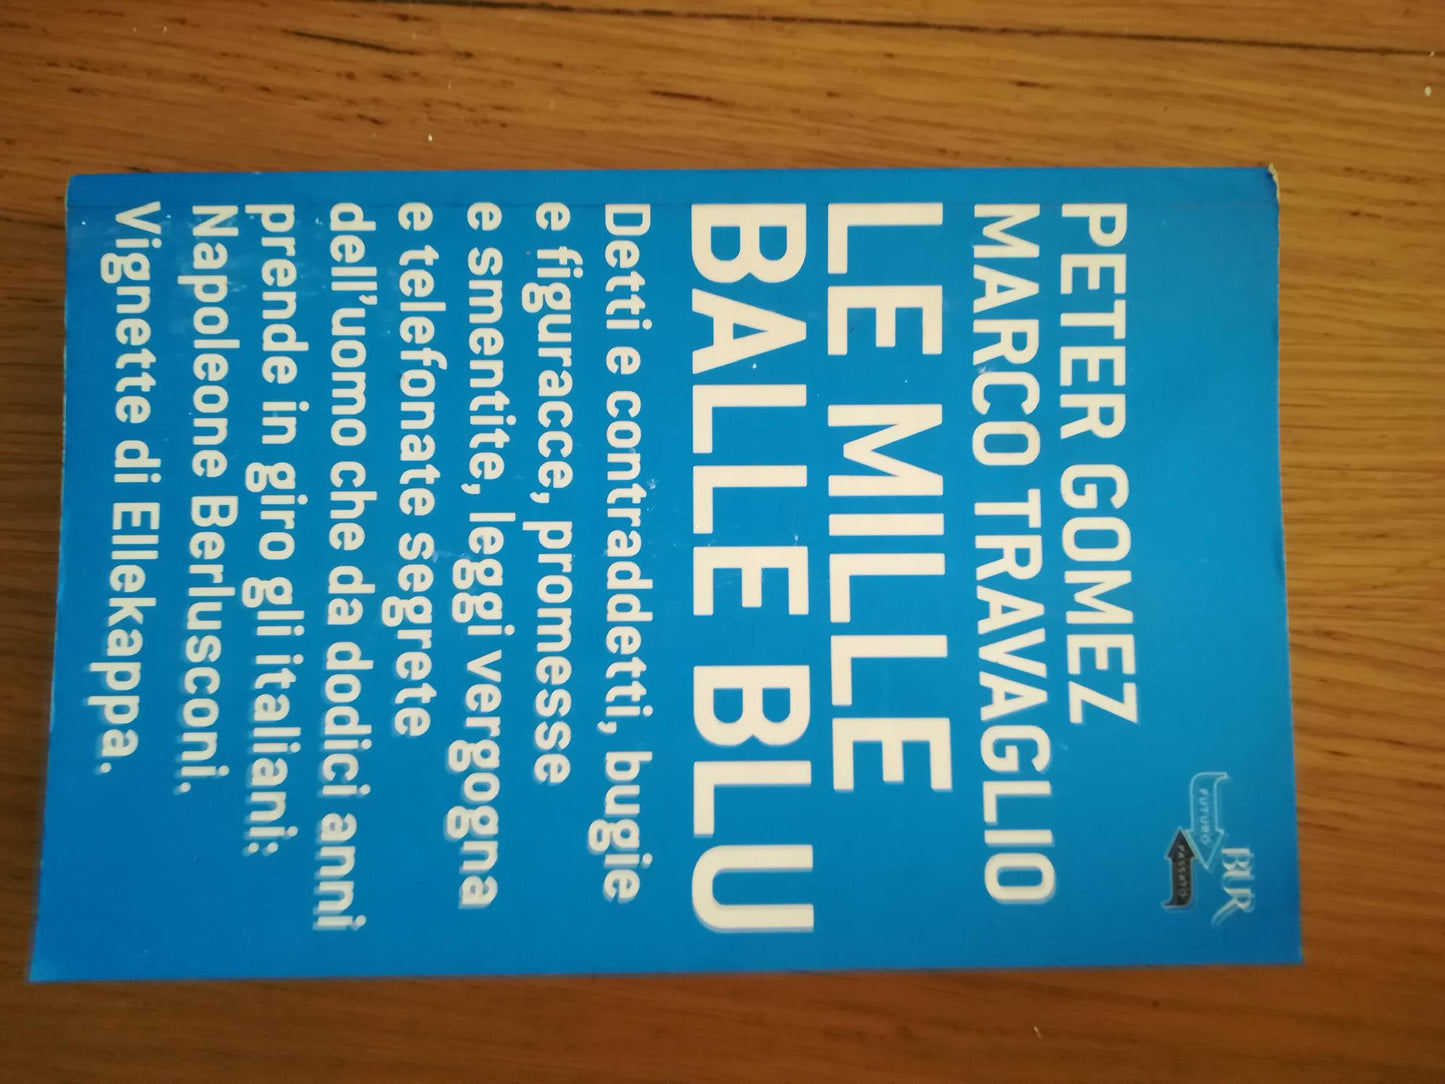 BUR
FUTURO
PASSATO
PETER GOMEZ
MARCO TRAVAGLIO
LE MILLE
BALLE BLU
Detti e contraddetti, bugie
e figuracce, promesse
e smentite, leggi vergogna
e telefonate segrete
dell'uomo che da dodici anni
prende in giro gli italiani:
Napoleone Berlusconi.
Vignette di Ellekappa.